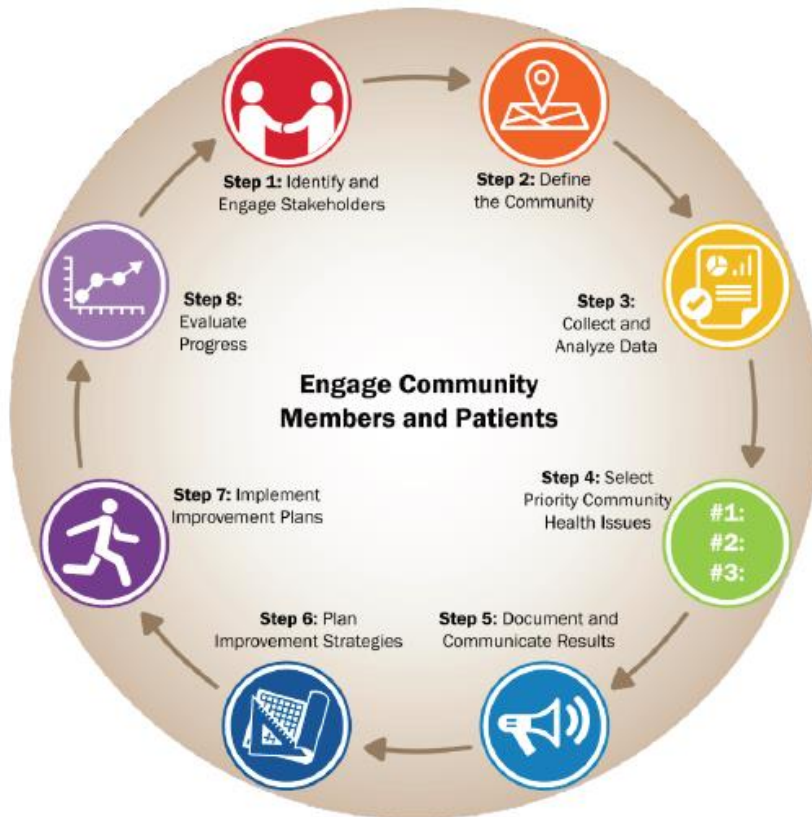 Step 1: Identify and
Engage Stakeholders
Step 2: Define
the Community
Step 3:
Collect and
Analyze Data
Step 4: Select
Priority Community
Health Issues
#1:
#2:
#3:
Step 5: Document and
Communicate Results
Step 6: Plan
Improvement Strategies
Step 7: Implement
Improvement Plans
Step 8:
Evaluate
Progress
Engage Community
Members and Patients